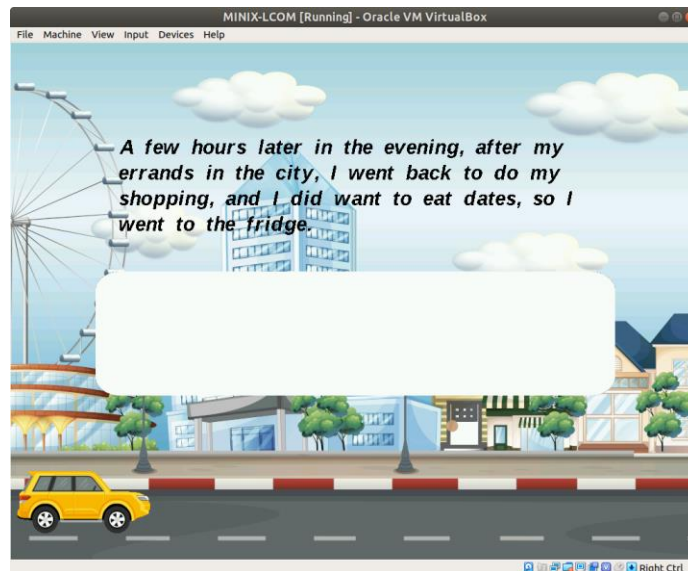 MINIX-LCOM [Running] - Oracle VM VirtualBox
File Machine View Input Devices Help
A few hours later in the evening, after my
errands in the city, I went back to do my
shopping, and I did want to eat dates, so I
went to the fridge.
Right Ctrl